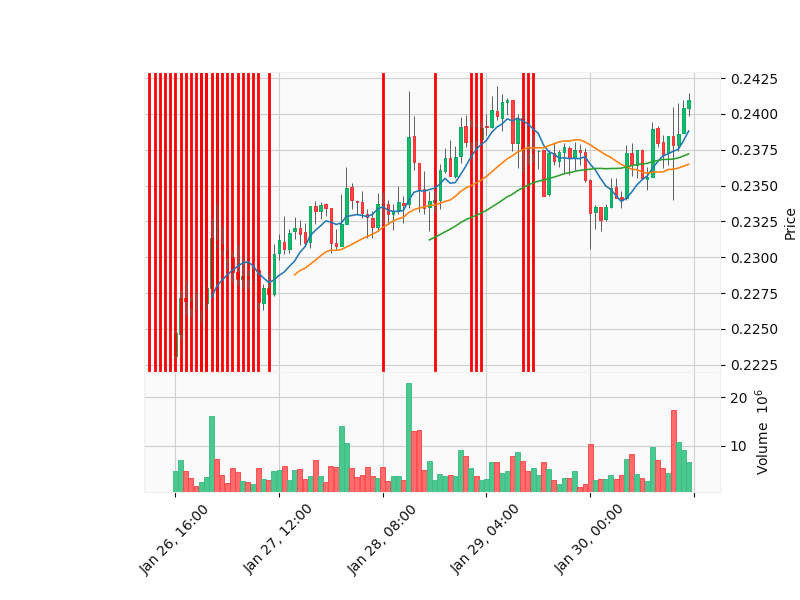 0.2425
0.2400
0.2375
0.2350
0.2325
0.2300
0.2275
0.2250
0.2225
Price
20
10
Volume 10^6
Jan 26, 16:00
Jan 27, 12:00
Jan 28, 08:00
Jan 29, 04:00
Jan 30, 00:00